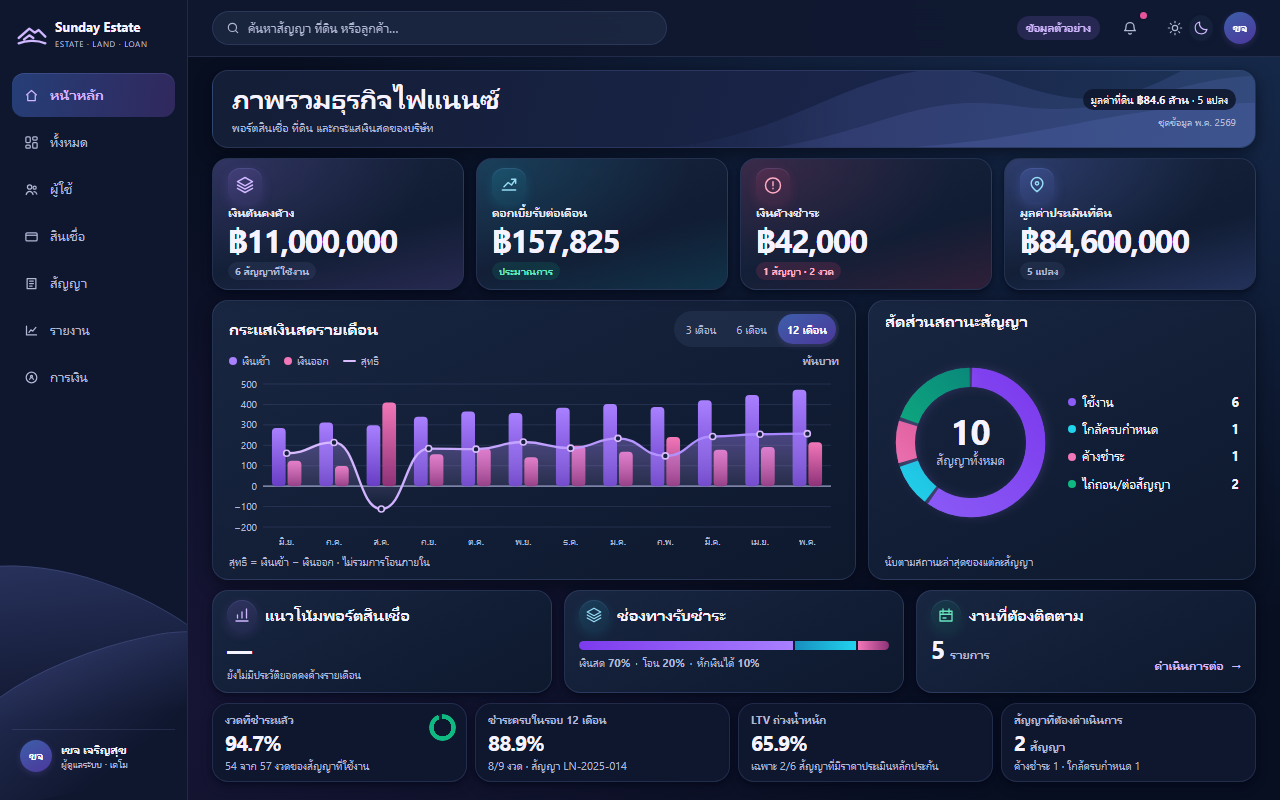 Sunday Estate
ESTATE · LAND · LOAN
หน้าหลัก
ทั้งหมด
ผู้ใช้
สินเชื่อ
สัญญา
รายงาน
การเงิน
ขจ
เขจ เจริญสุข
ผู้ดูแลระบบ · เดโม
ค้นหาสัญญา ที่ดิน หรือลูกค้า...
ข้อมูลตัวอย่าง
ขจ
ภาพรวมธุรกิจไฟแนนซ์
พอร์ตสินเชื่อ ที่ดิน และกระแสเงินสดของบริษัท
มูลค่าที่ดิน ฿84.6 ล้าน · 5 แปลง
ชุดข้อมูล พ.ค. 2569
เงินต้นคงค้าง
฿11,000,000
6 สัญญาที่ใช้งาน
ดอกเบี้ยรับต่อเดือน
฿157,825
ประมาณการ
เงินค้างชำระ
฿42,000
1 สัญญา · 2 งวด
มูลค่าประเมินที่ดิน
฿84,600,000
5 แปลง
กระแสเงินสดรายเดือน
3 เดือน 6 เดือน 12 เดือน
เงินเข้า เงินออก สุทธิ
พันบาท
500
400
300
200
100
0
−100
−200
มิ.ย. ก.ค. ส.ค. ก.ย. ต.ค. พ.ย. ธ.ค. ม.ค. ก.พ. มี.ค. เม.ย. พ.ค.
สุทธิ = เงินเข้า − เงินออก · ไม่รวมการโอนภายใน
สัดส่วนสถานะสัญญา
10
สัญญาทั้งหมด
ใช้งาน 6
ใกล้ครบกำหนด 1
ค้างชำระ 1
ไถ่ถอน/ต่อสัญญา 2
นับตามสถานะล่าสุดของแต่ละสัญญา
แนวโน้มพอร์ตสินเชื่อ
—
ยังไม่มีประวัติยอดคงค้างรายเดือน
ช่องทางรับชำระ
เงินสด 70% · โอน 20% · หักเงินได้ 10%
งานที่ต้องติดตาม
5 รายการ
ดำเนินการต่อ →
งวดที่ชำระแล้ว
94.7%
54 จาก 57 งวดของสัญญาที่ใช้งาน
ชำระครบในรอบ 12 เดือน
88.9%
8/9 งวด · สัญญา LN-2025-014
LTV ถ่วงน้ำหนัก
65.9%
เฉพาะ 2/6 สัญญาที่มีราคาประเมินหลักประกัน
สัญญาที่ต้องดำเนินการ
2 สัญญา
ค้างชำระ 1 · ใกล้ครบกำหนด 1